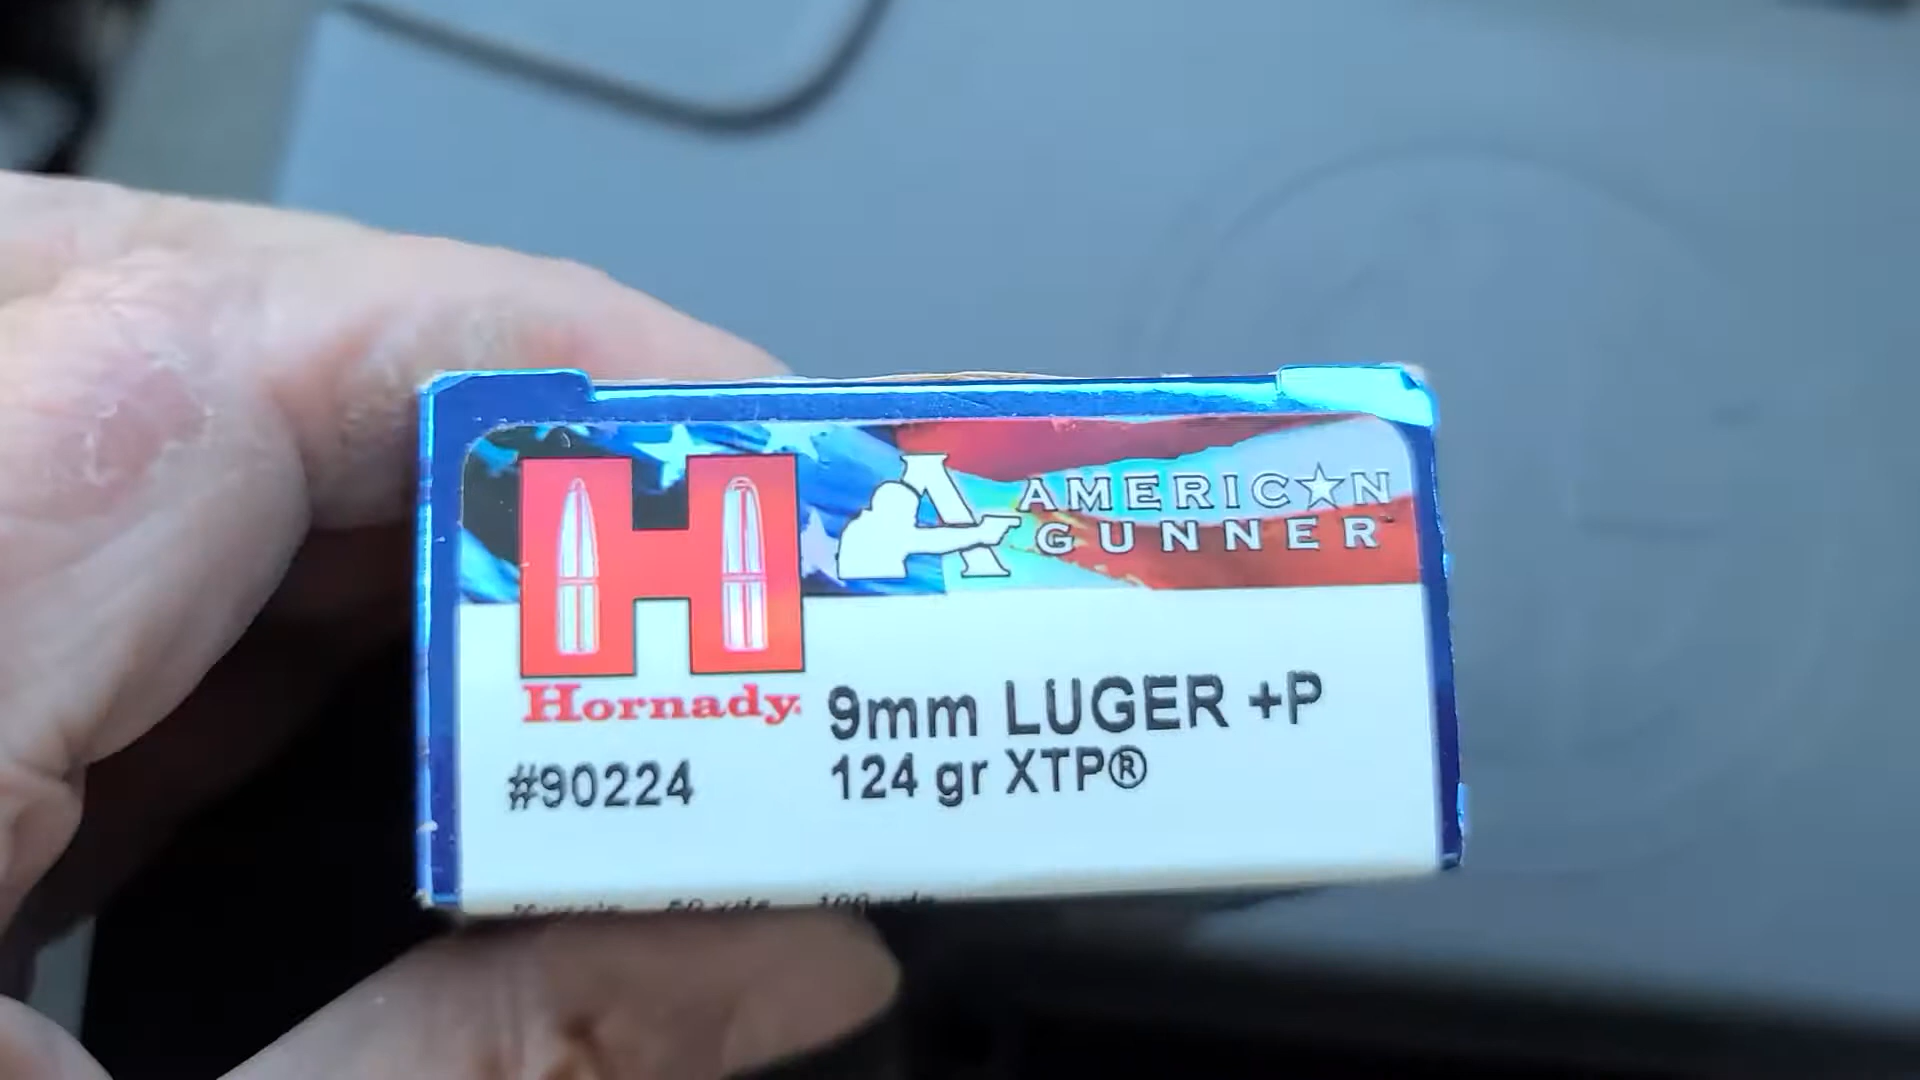 AMERIC★N
GUNNER
Hornady
9mm LUGER +P
#90224
124 gr XTP®